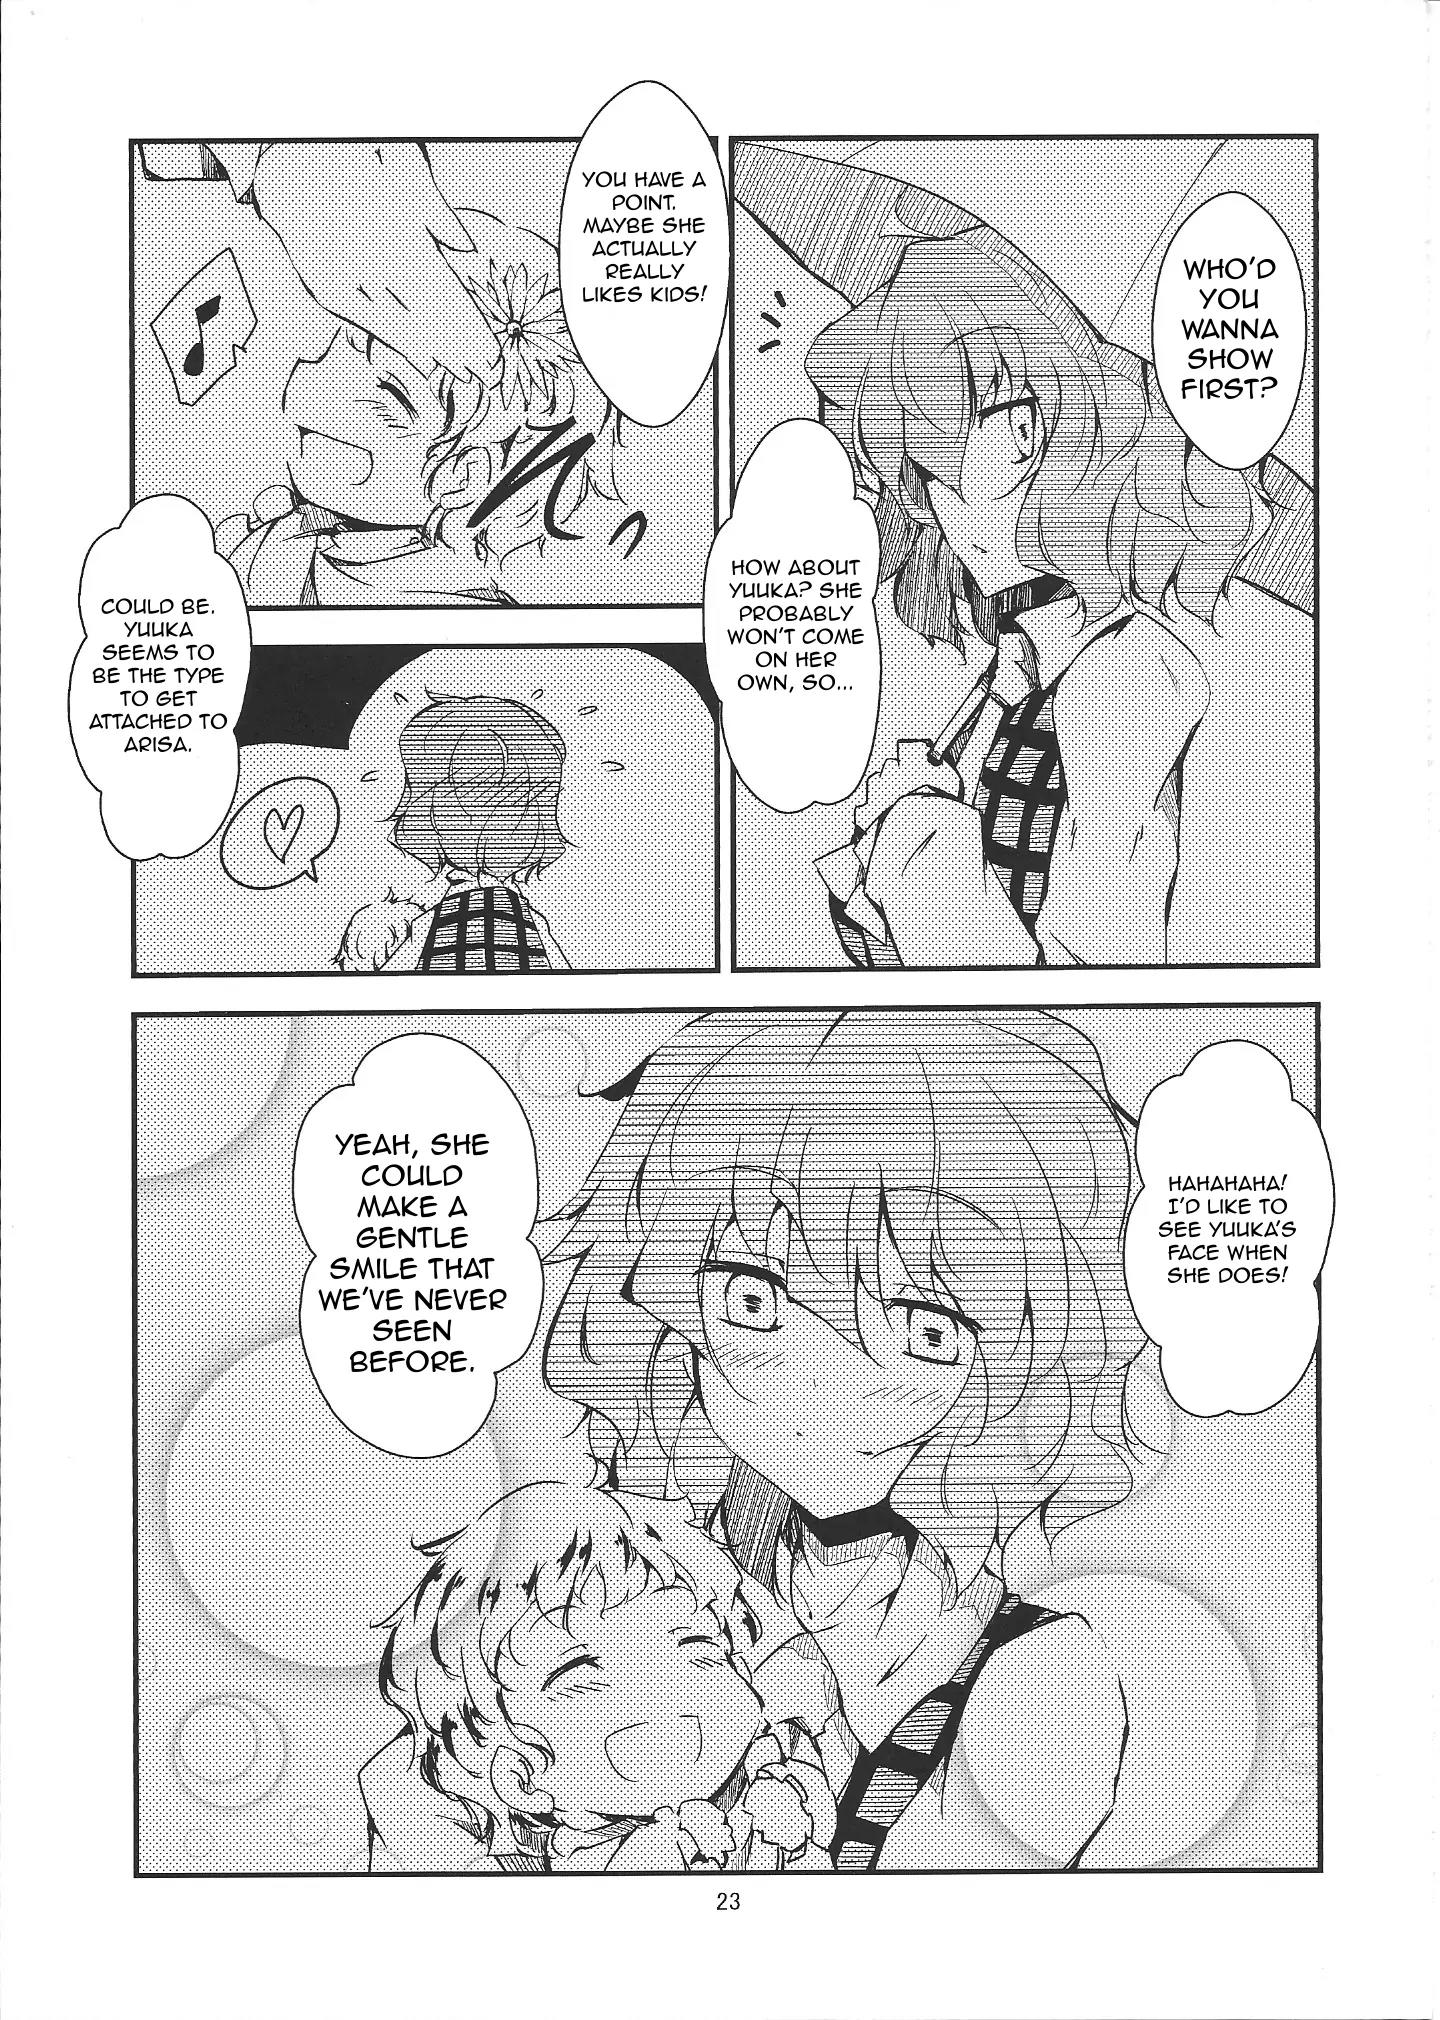 WHO'D
YOU
WANNA
SHOW
FIRST?
HOW ABOUT
YUUKA? SHE
PROBABLY
WON'T COME
ON HER
OWN, SO...
YOU HAVE A
POINT.
MAYBE SHE
ACTUALLY
REALLY
LIKES KIDS!
COULD BE.
YUUKA
SEEMS TO
BE THE TYPE
TO GET
ATTACHED TO
ARISA.
HAHAHAHA!
I'D LIKE TO
SEE YUUKA'S
FACE WHEN
SHE DOES!
YEAH, SHE
COULD
MAKE A
GENTLE
SMILE THAT
WE'VE NEVER
SEEN
BEFORE.
23